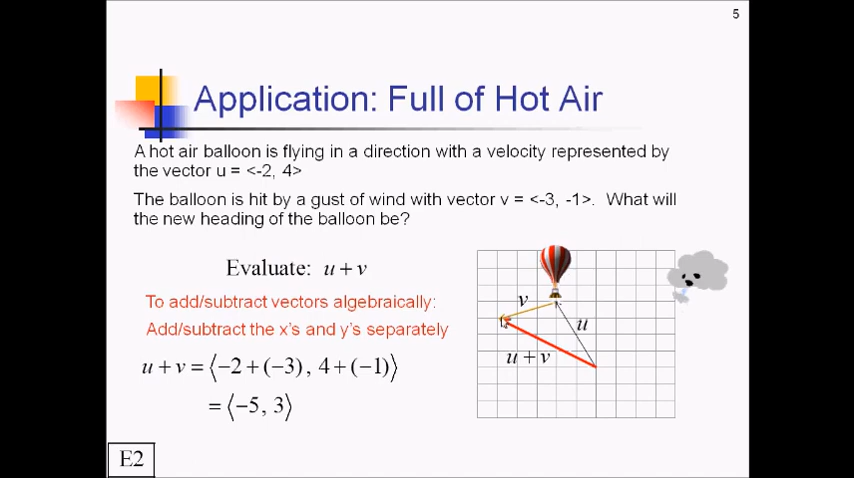 5
Application: Full of Hot Air
A hot air balloon is flying in a direction with a velocity represented by
the vector u = <-2, 4>
The balloon is hit by a gust of wind with vector v = <-3, -1>. What will
the new heading of the balloon be?
Evaluate: u + v
To add/subtract vectors algebraically:
Add/subtract the x's and y's separately
u + v = ⟨−2 + (−3), 4 + (−1)⟩
= ⟨−5, 3⟩
v
u
u + v
E2